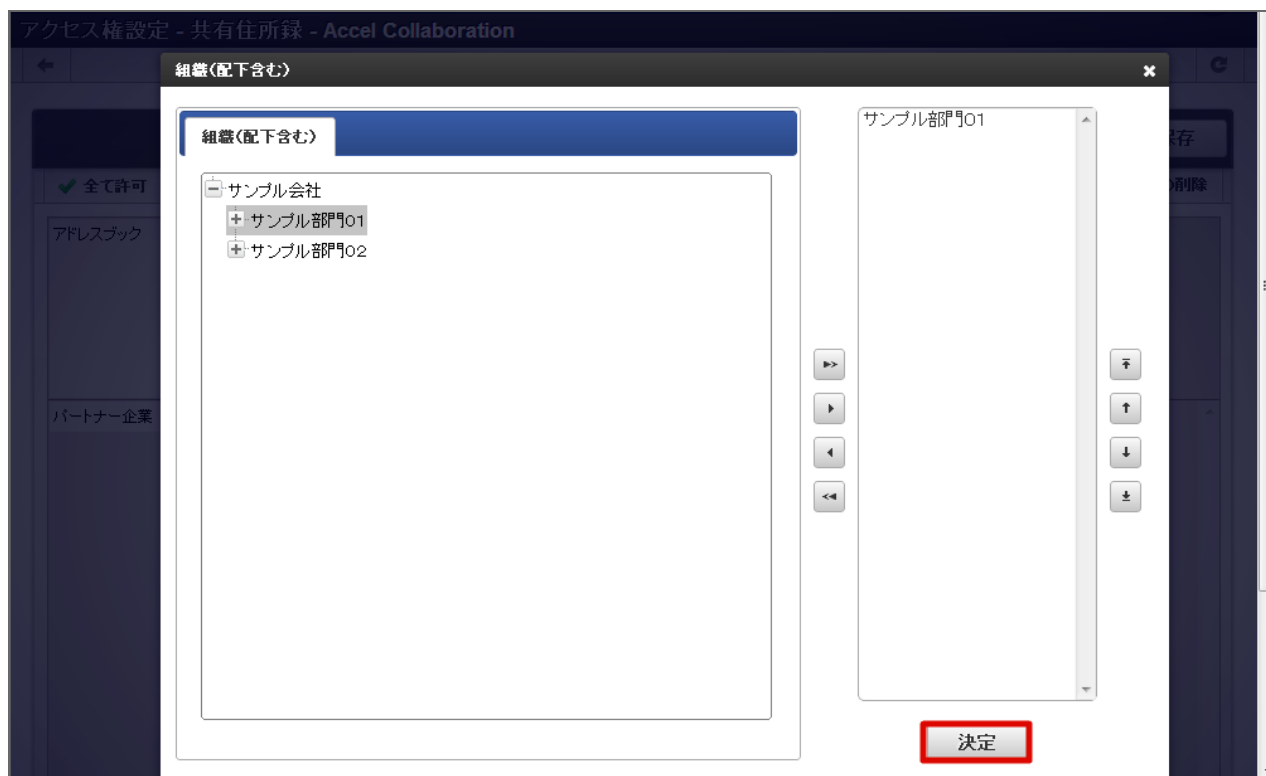 アクセス権設定 - 共有住所録 - Accel Collaboration
組織(配下含む)
保存
全て許可
の削除
アドレスブック
パートナー企業
組織(配下含む)
サンプル会社
サンプル部門01
サンプル部門02
サンプル部門01
決定